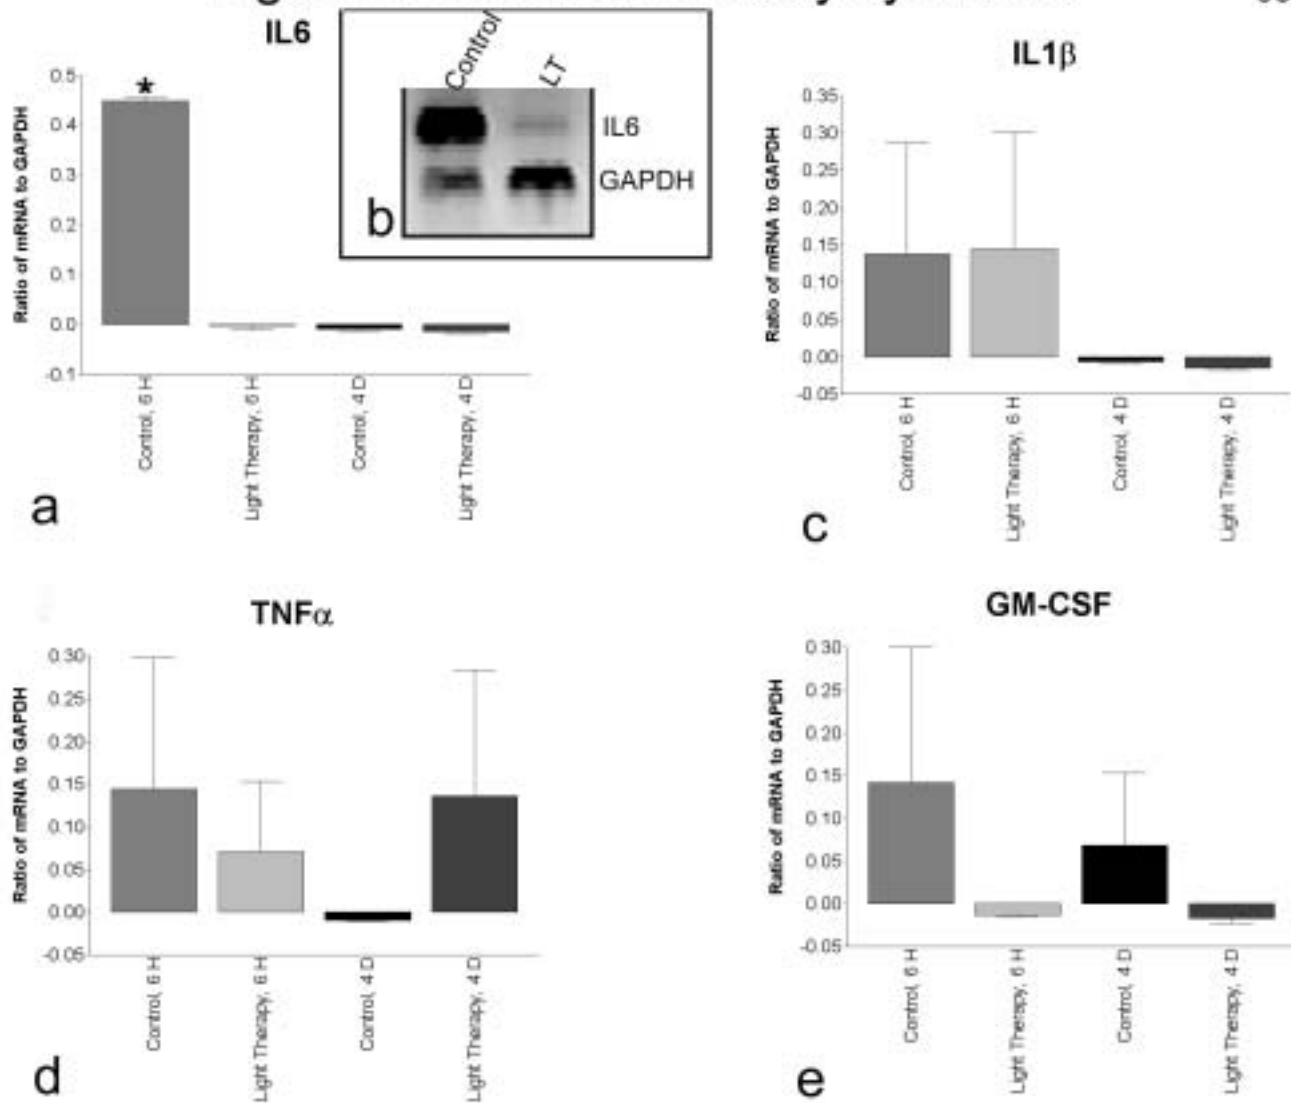 IL6
Control
LT
IL6
GAPDH
b
Ratio of mRNA to GAPDH
0.5
0.4
0.3
0.2
0.1
0.0
-0.1
*
Control, 6 H
Light Therapy, 6 H
Control, 4 D
Light Therapy, 4 D
a
IL1β
Ratio of mRNA to GAPDH
0.35
0.30
0.25
0.20
0.15
0.10
0.05
0.00
-0.05
Control, 6 H
Light Therapy, 6 H
Control, 4 D
Light Therapy, 4 D
c
TNFα
Ratio of mRNA to GAPDH
0.30
0.25
0.20
0.15
0.10
0.05
0.00
-0.05
Control, 6 H
Light Therapy, 6 H
Control, 4 D
Light Therapy, 4 D
d
GM-CSF
Ratio of mRNA to GAPDH
0.30
0.25
0.20
0.15
0.10
0.05
0.00
-0.05
Control, 6 H
Light Therapy, 6 H
Control, 4 D
Light Therapy, 4 D
e